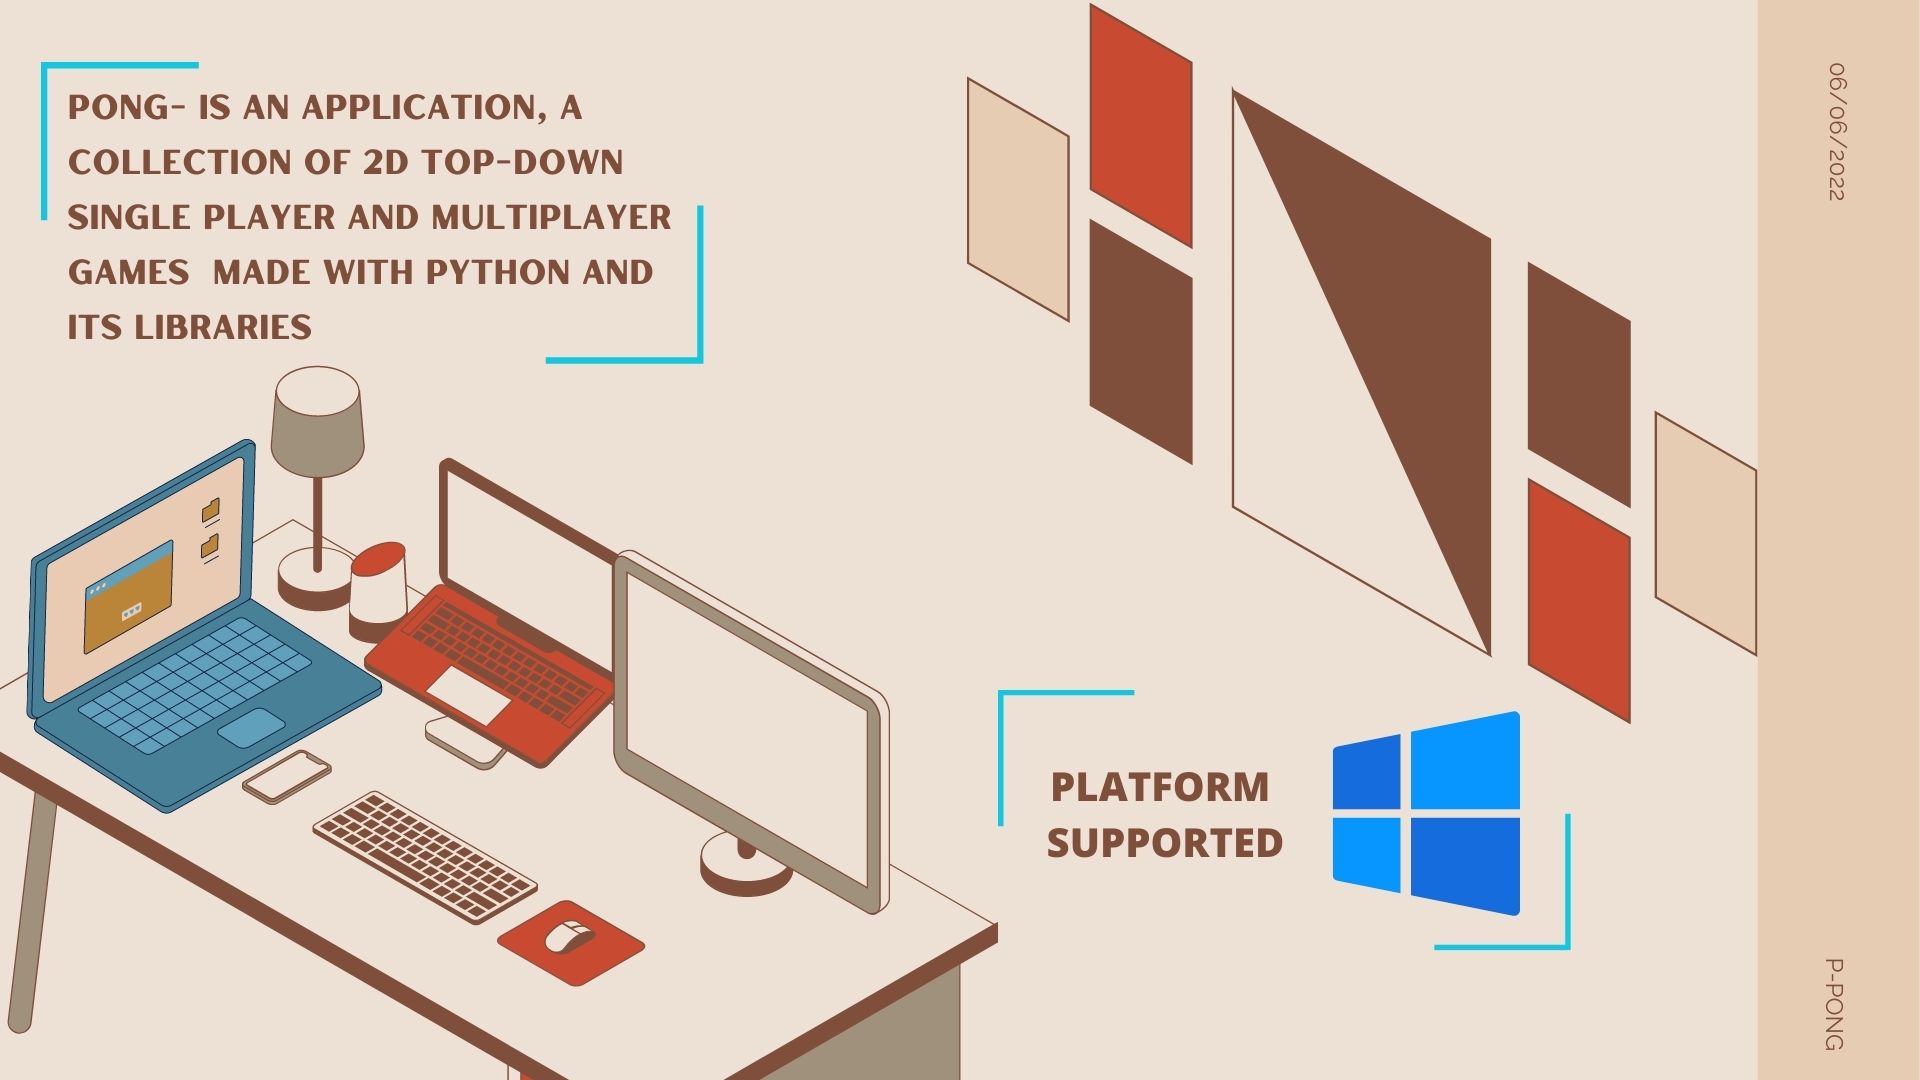 PONG- IS AN APPLICATION, A
COLLECTION OF 2D TOP-DOWN
SINGLE PLAYER AND MULTIPLAYER
GAMES  MADE WITH PYTHON AND
ITS LIBRARIES
PLATFORM
SUPPORTED
06/06/2022
P-PONG